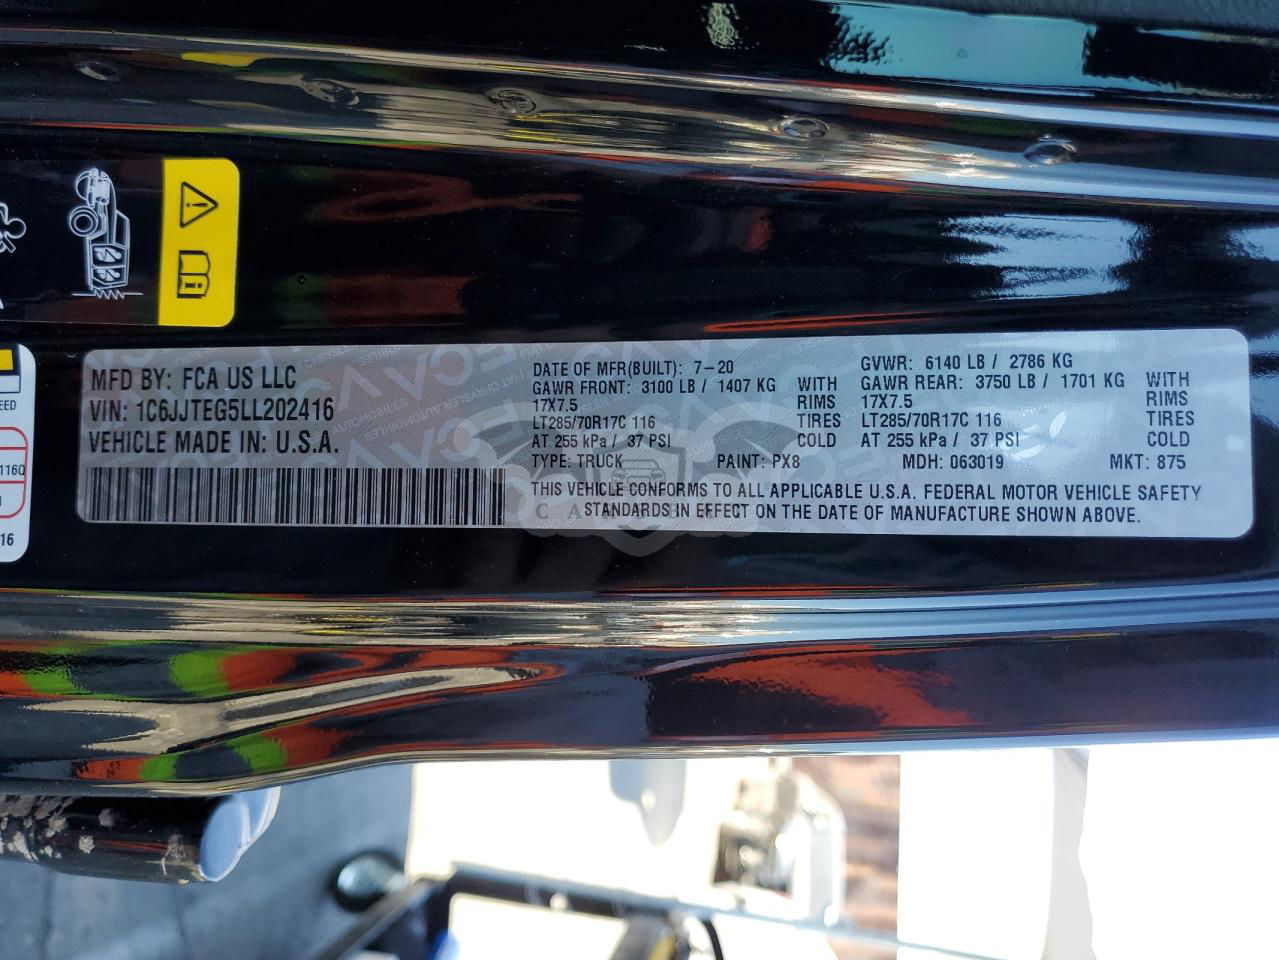 MFD BY: FCA US LLC
VIN: 1C6JJTEG5LL202416
VEHICLE MADE IN: U.S.A.
DATE OF MFR(BUILT): 7-20
GAWR FRONT: 3100 LB / 1407 KG WITH
17X7.5 RIMS
LT285/70R17C 116 TIRES
AT 255 kPa / 37 PSI COLD
TYPE: TRUCK PAINT: PX8
GVWR: 6140 LB / 2786 KG
GAWR REAR: 3750 LB / 1701 KG WITH
17X7.5 RIMS
LT285/70R17C 116 TIRES
AT 255 kPa / 37 PSI COLD
MDH: 063019 MKT: 875
THIS VEHICLE CONFORMS TO ALL APPLICABLE U.S.A. FEDERAL MOTOR VEHICLE SAFETY
STANDARDS IN EFFECT ON THE DATE OF MANUFACTURE SHOWN ABOVE.
116Q
16